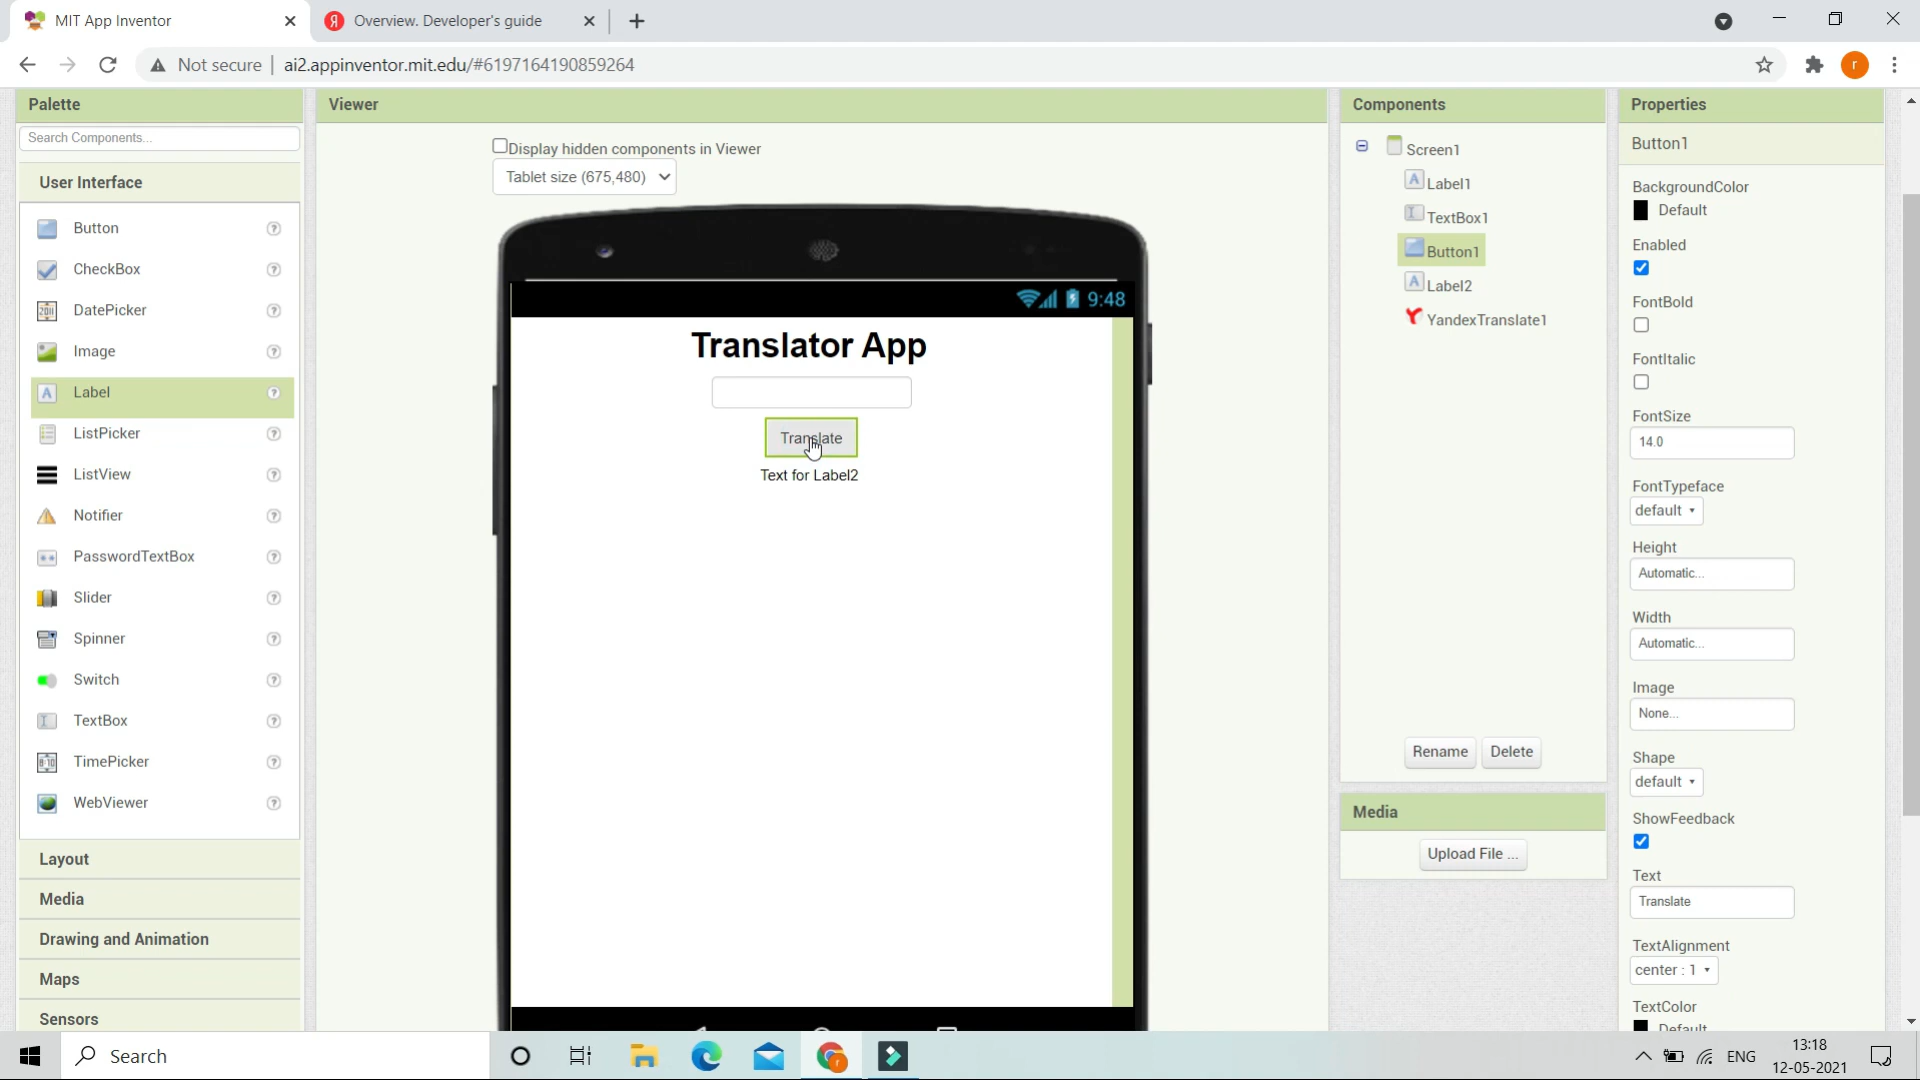 MIT App Inventor
Overview. Developer's guide
Not secure
ai2.appinventor.mit.edu/#6197164190859264
r
Palette
Search Components...
User Interface
Button
CheckBox
DatePicker
Image
Label
ListPicker
ListView
Notifier
PasswordTextBox
Slider
Spinner
Switch
TextBox
TimePicker
WebViewer
Layout
Media
Drawing and Animation
Maps
Sensors
Viewer
Display hidden components in Viewer
Tablet size (675,480)
9:48
Translator App
Translate
Text for Label2
Components
Screen1
Label1
TextBox1
Button1
Label2
YandexTranslate1
Rename Delete
Media
Upload File ...
Properties
Button1
BackgroundColor
Default
Enabled
FontBold
FontItalic
FontSize
14.0
FontTypeface
default
Height
Automatic...
Width
Automatic...
Image
None...
Shape
default
ShowFeedback
Text
Translate
TextAlignment
center : 1
TextColor
Default
Search
ENG
13:18
12-05-2021